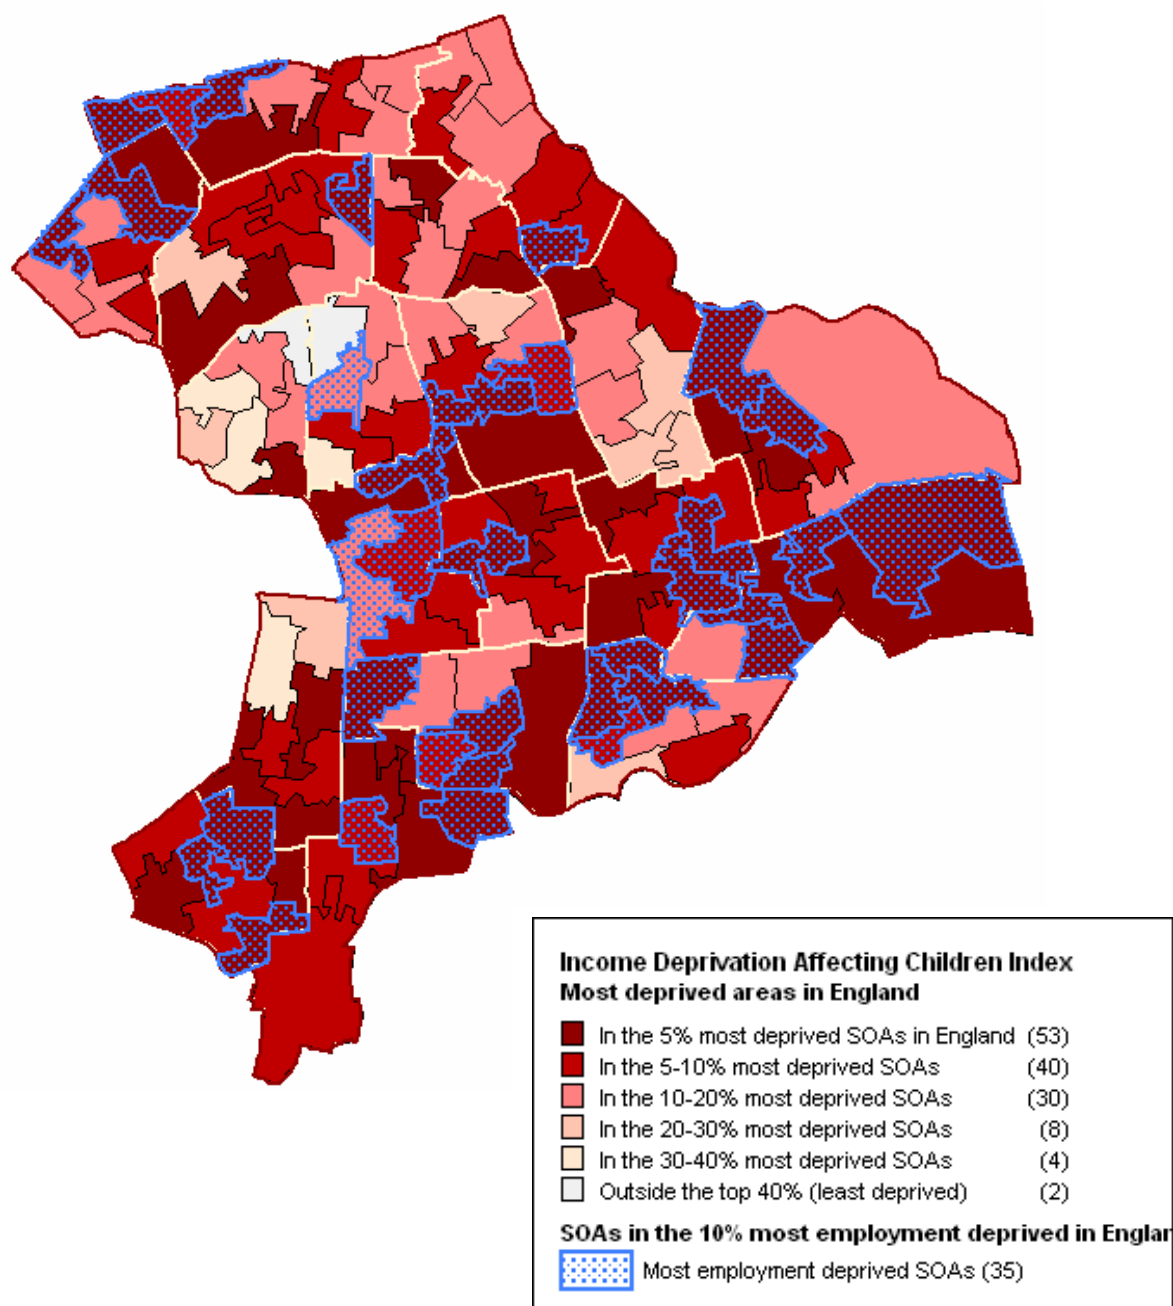 Income Deprivation Affecting Children Index
Most deprived areas in England
In the 5% most deprived SOAs in England (53)
In the 5-10% most deprived SOAs (40)
In the 10-20% most deprived SOAs (30)
In the 20-30% most deprived SOAs (8)
In the 30-40% most deprived SOAs (4)
Outside the top 40% (least deprived) (2)
SOAs in the 10% most employment deprived in Englan
Most employment deprived SOAs (35)